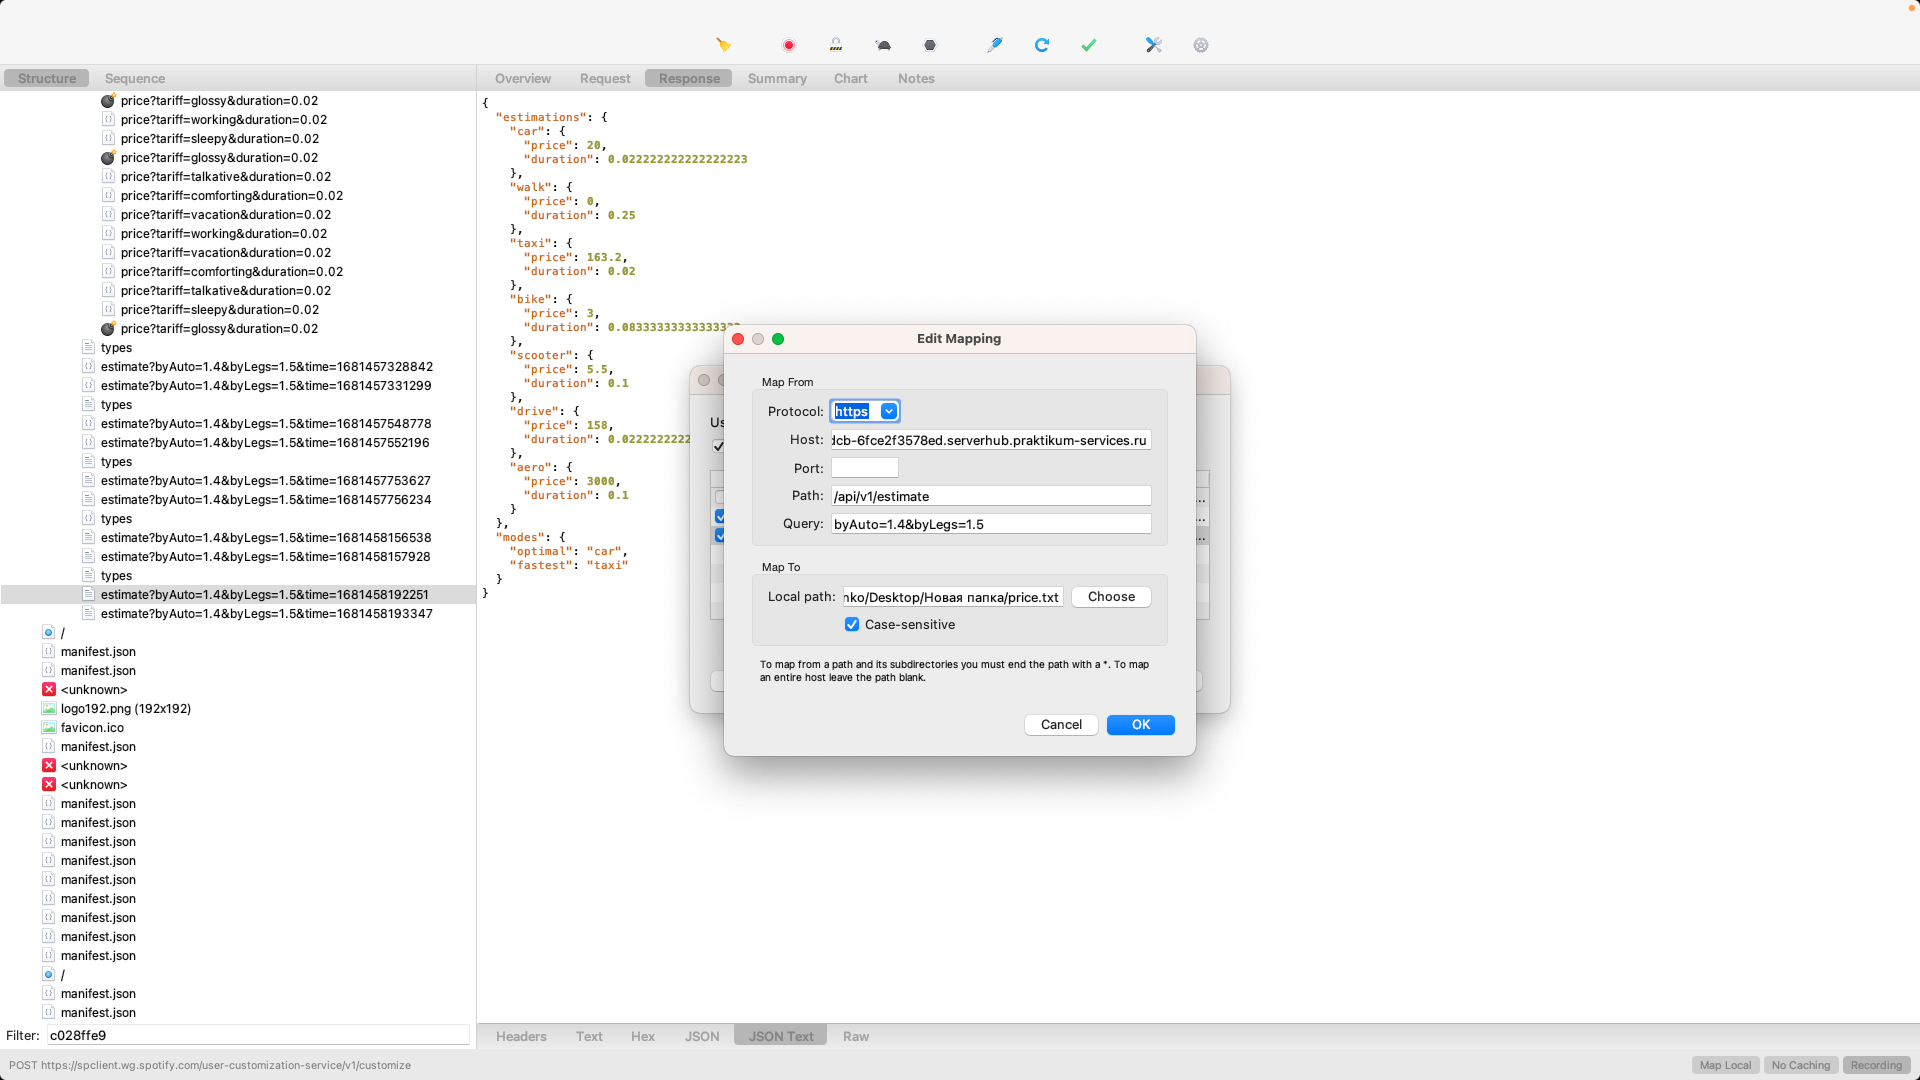 Structure
Sequence
Overview
Request
Response
Summary
Chart
Notes
price?tariff=glossy&duration=0.02
price?tariff=working&duration=0.02
price?tariff=sleepy&duration=0.02
price?tariff=glossy&duration=0.02
price?tariff=talkative&duration=0.02
price?tariff=comforting&duration=0.02
price?tariff=vacation&duration=0.02
price?tariff=working&duration=0.02
price?tariff=vacation&duration=0.02
price?tariff=comforting&duration=0.02
price?tariff=talkative&duration=0.02
price?tariff=sleepy&duration=0.02
price?tariff=glossy&duration=0.02
types
estimate?byAuto=1.4&byLegs=1.5&time=1681457328842
estimate?byAuto=1.4&byLegs=1.5&time=1681457331299
types
estimate?byAuto=1.4&byLegs=1.5&time=1681457548778
estimate?byAuto=1.4&byLegs=1.5&time=1681457552196
types
estimate?byAuto=1.4&byLegs=1.5&time=1681457753627
estimate?byAuto=1.4&byLegs=1.5&time=1681457756234
types
estimate?byAuto=1.4&byLegs=1.5&time=1681458156538
estimate?byAuto=1.4&byLegs=1.5&time=1681458157928
types
estimate?byAuto=1.4&byLegs=1.5&time=1681458192251
estimate?byAuto=1.4&byLegs=1.5&time=1681458193347
/
manifest.json
manifest.json
<unknown>
logo192.png (192x192)
favicon.ico
manifest.json
<unknown>
<unknown>
manifest.json
manifest.json
manifest.json
manifest.json
manifest.json
manifest.json
manifest.json
manifest.json
manifest.json
/
manifest.json
manifest.json
Filter: c028ffe9
{
"estimations": {
"car": {
"price": 20,
"duration": 0.022222222222222223
},
"walk": {
"price": 0,
"duration": 0.25
},
"taxi": {
"price": 163.2,
"duration": 0.02
},
"bike": {
"price": 3,
"duration": 0.08333333333333333
},
"scooter": {
"price": 5.5,
"duration": 0.1
},
"drive": {
"price": 158,
"duration": 0.0222222222
},
"aero": {
"price": 3000,
"duration": 0.1
}
},
"modes": {
"optimal": "car",
"fastest": "taxi"
}
}
Edit Mapping
Map From
Protocol: https
Host: dcb-6fce2f3578ed.serverhub.praktikum-services.ru
Port:
Path: /api/v1/estimate
Query: byAuto=1.4&byLegs=1.5
Map To
Local path: nko/Desktop/Новая папка/price.txt
Choose
Case-sensitive
To map from a path and its subdirectories you must end the path with a *. To map
an entire host leave the path blank.
Cancel
OK
Headers
Text
Hex
JSON
JSON Text
Raw
POST https://spclient.wg.spotify.com/user-customization-service/v1/customize
Map Local
No Caching
Recording